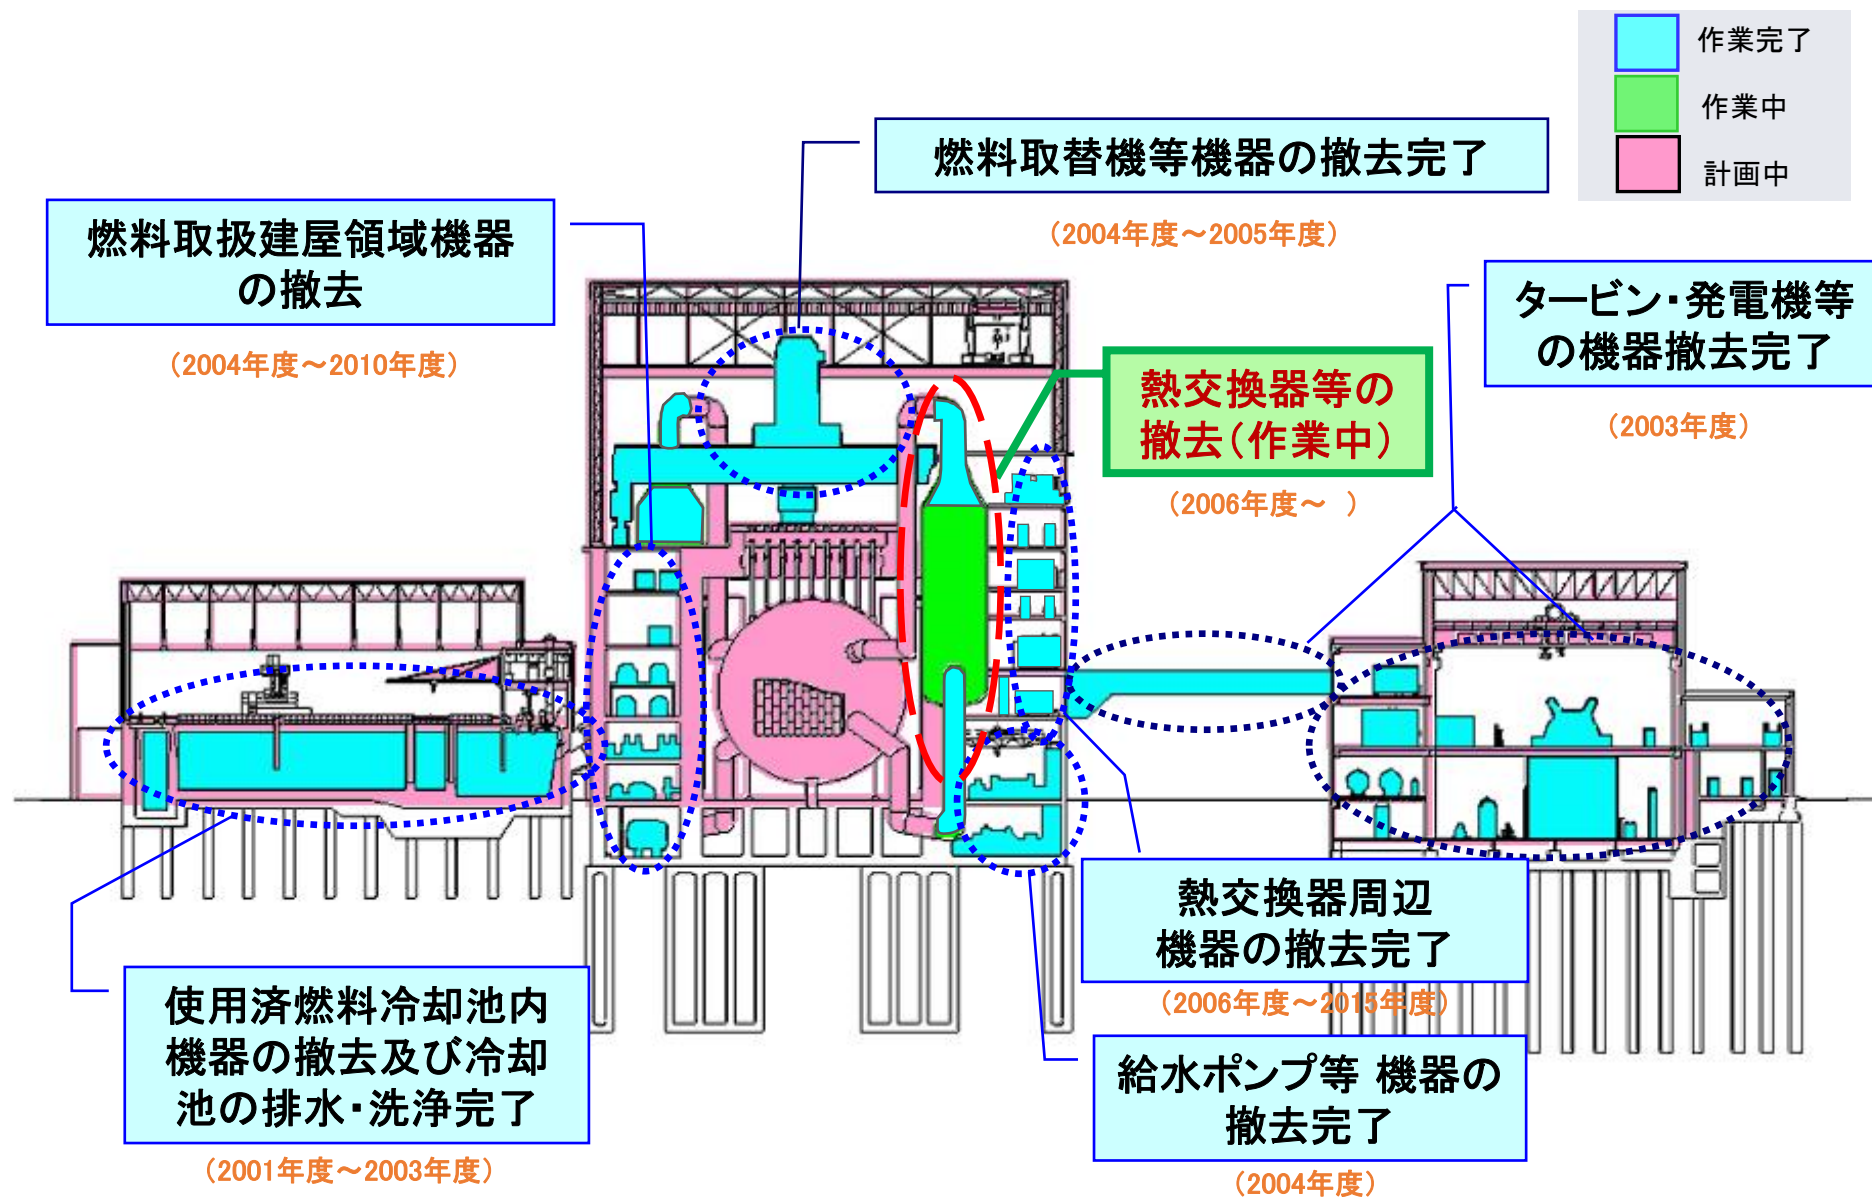 作業完了
作業中
計画中
燃料取替機等機器の撤去完了
（2004年度～2005年度）
燃料取扱建屋領域機器
の撤去
（2004年度～2010年度）
タービン・発電機等
の機器撤去完了
（2003年度）
熱交換器等の
撤去（作業中）
（2006年度～ ）
熱交換器周辺
機器の撤去完了
（2006年度～2015年度）
使用済燃料冷却池内
機器の撤去及び冷却
池の排水・洗浄完了
（2001年度～2003年度）
給水ポンプ等 機器の
撤去完了
（2004年度）